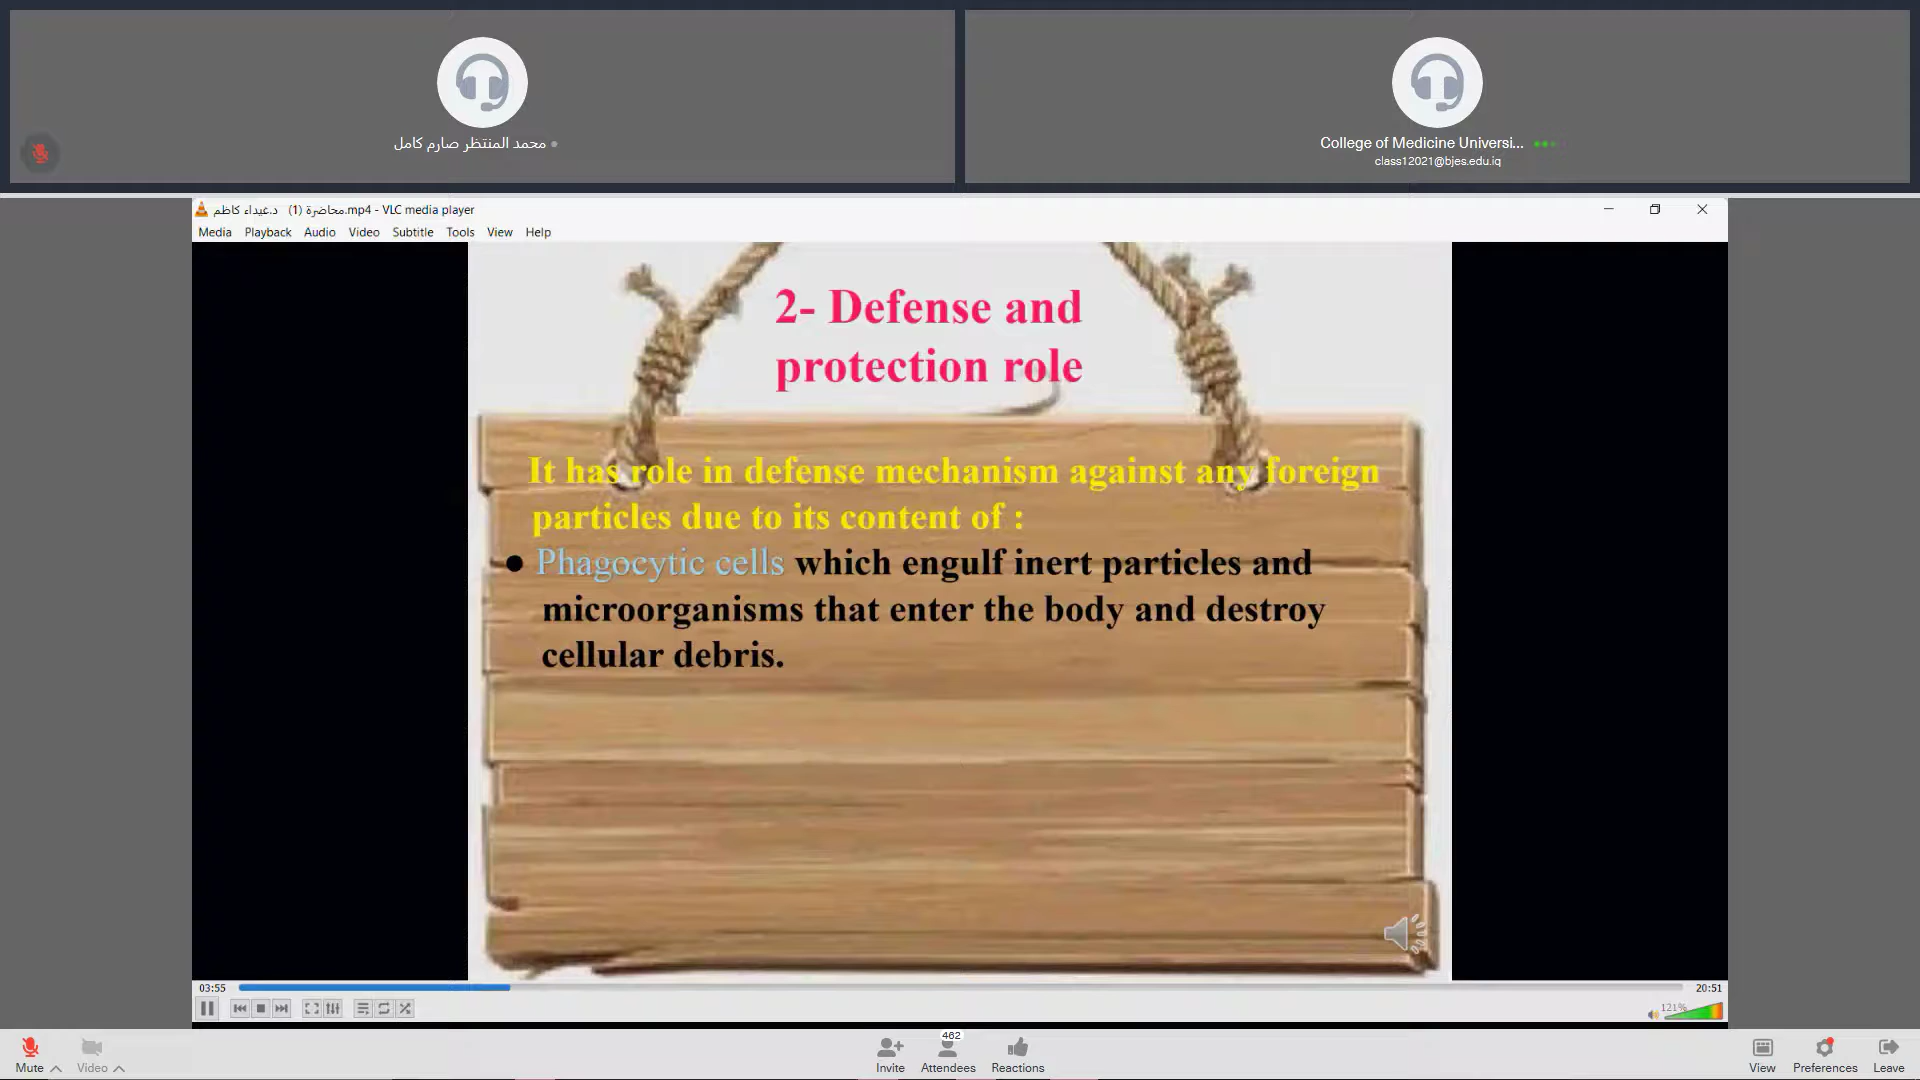 محمد المنتظر صارم كامل
College of Medicine Universi...
class12021@bjes.edu.iq
محاضرة (1) د.غيداء كاظم.mp4 - VLC media player
Media Playback Audio Video Subtitle Tools View Help
2- Defense and
protection role
It has role in defense mechanism against any foreign
particles due to its content of :
● Phagocytic cells which engulf inert particles and
microorganisms that enter the body and destroy
cellular debris.
03:55
20:51
121%
462
Mute
Video
Invite
Attendees
Reactions
View
Preferences
Leave